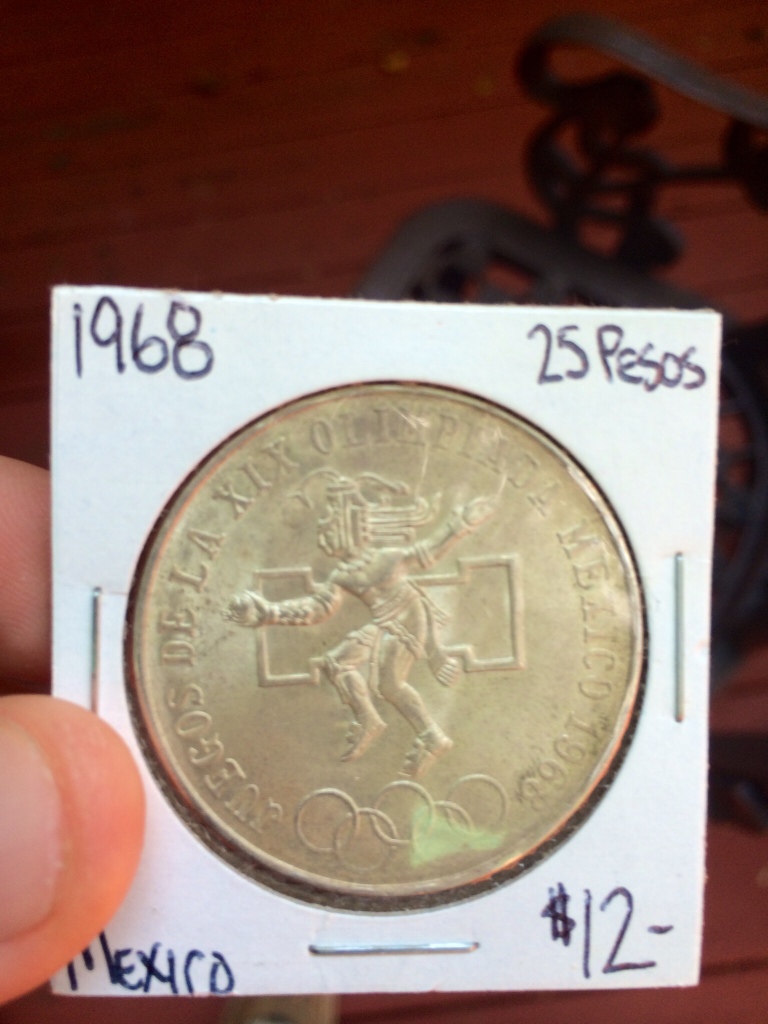 1968
25 Pesos
JUEGOS DE LA XIX OLIMPIADA MEXICO 1968
MEXICO
$12-